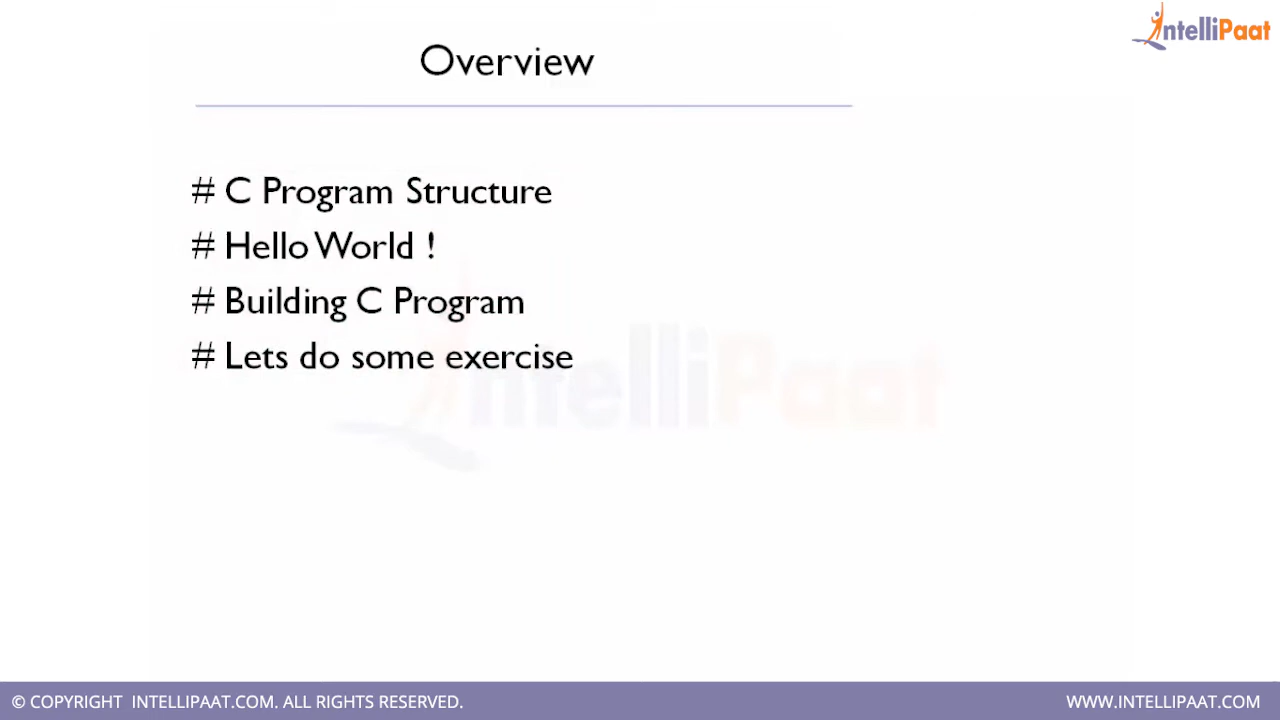 IntelliPaat
Overview
# C Program Structure
# Hello World !
# Building C Program
# Lets do some exercise
IntelliPaat
© COPYRIGHT INTELLIPAAT.COM. ALL RIGHTS RESERVED.
WWW.INTELLIPAAT.COM